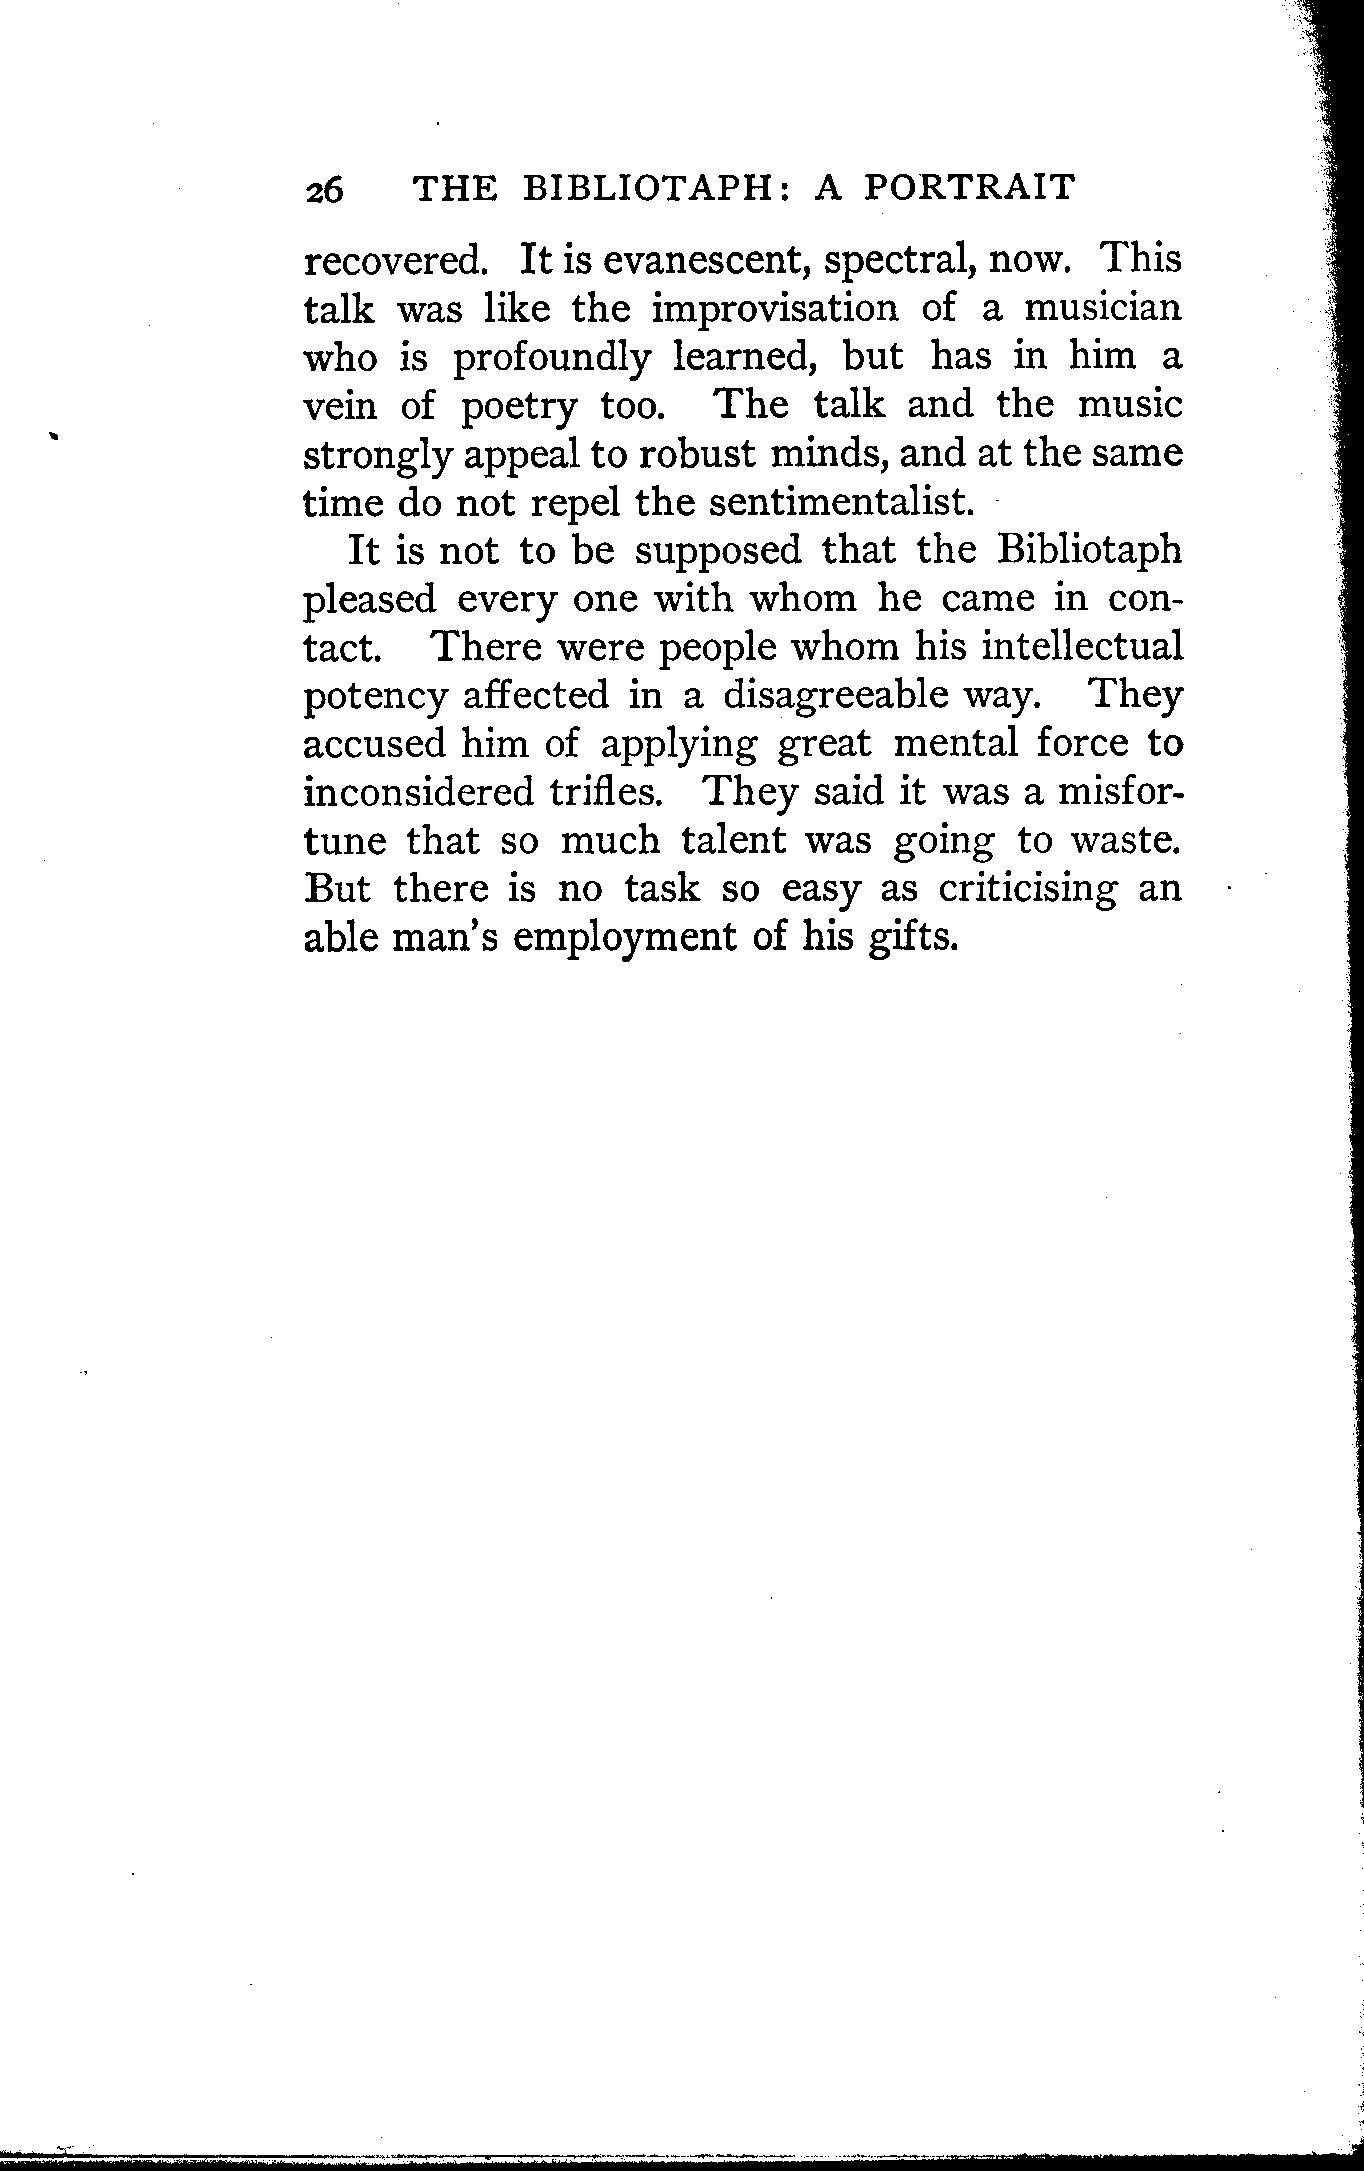 26 THE BIBLIOTAPH: A PORTRAIT
recovered. It is evanescent, spectral, now. This
talk was like the improvisation of a musician
who is profoundly learned, but has in him a
vein of poetry too. The talk and the music
strongly appeal to robust minds, and at the same
time do not repel the sentimentalist.
It is not to be supposed that the Bibliotaph
pleased every one with whom he came in con-
tact. There were people whom his intellectual
potency affected in a disagreeable way. They
accused him of applying great mental force to
inconsidered trifles. They said it was a misfor-
tune that so much talent was going to waste.
But there is no task so easy as criticising an
able man's employment of his gifts.